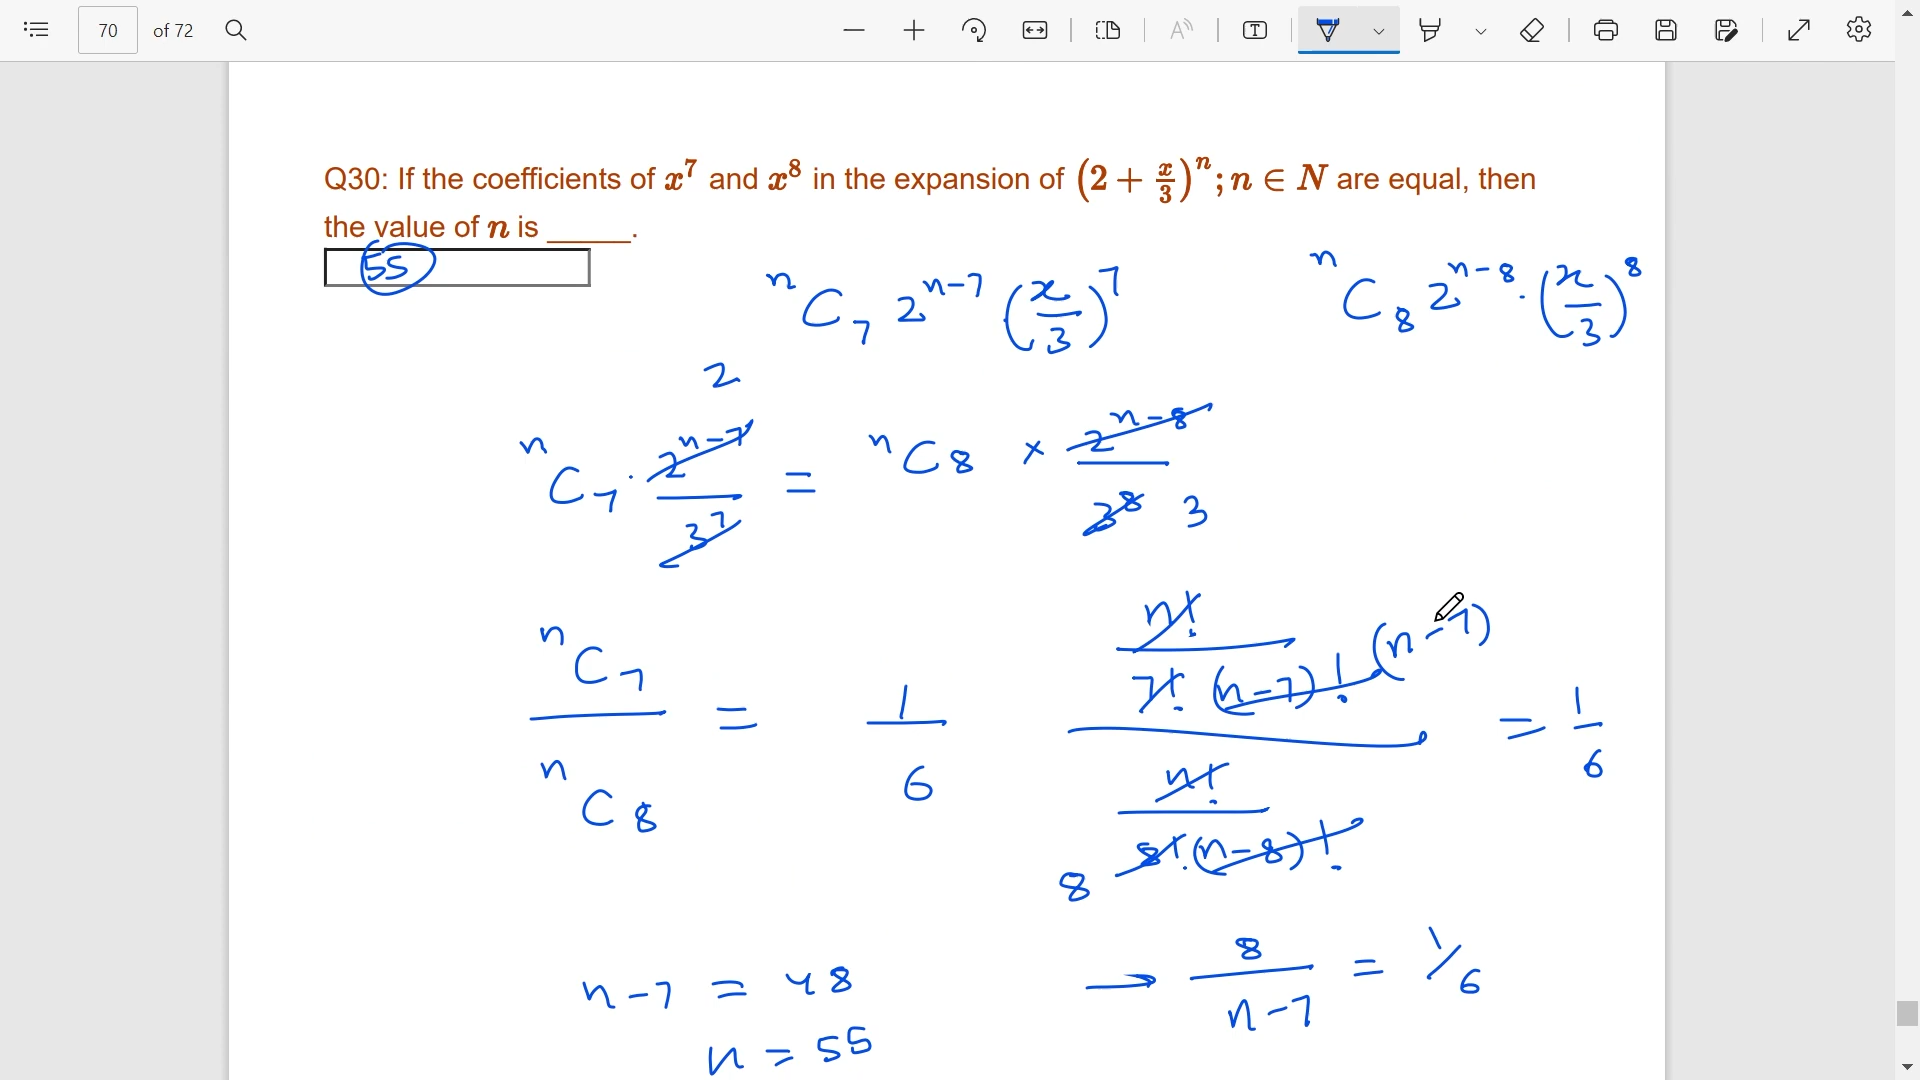 70 of 72
Q30: If the coefficients of x^7 and x^8 in the expansion of (2 + x/3)^n ; n ∈ N are equal, then
the value of n is _____.
55
nC7 2^(n-7) (x/3)^7
nC8 2^(n-8) · (x/3)^8
2
nC7 · 2^(n-7)/3^7 = nC8 × 2^(n-8)/3^8 3
nC7/nC8 = 1/6
n!/(7! (n-7)!) (n-7)
n!/(8! (n-8)!) = 1/6
8
→ 8/(n-7) = 1/6
n-7 = 48
n = 55